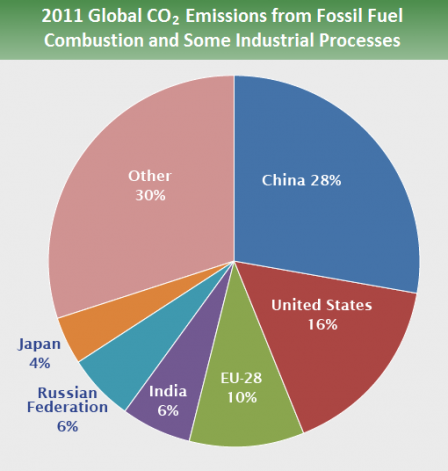 2011 Global CO₂ Emissions from Fossil Fuel
Combustion and Some Industrial Processes
Other
30%
China 28%
United States
16%
EU-28
10%
India
6%
Russian
Federation
6%
Japan
4%